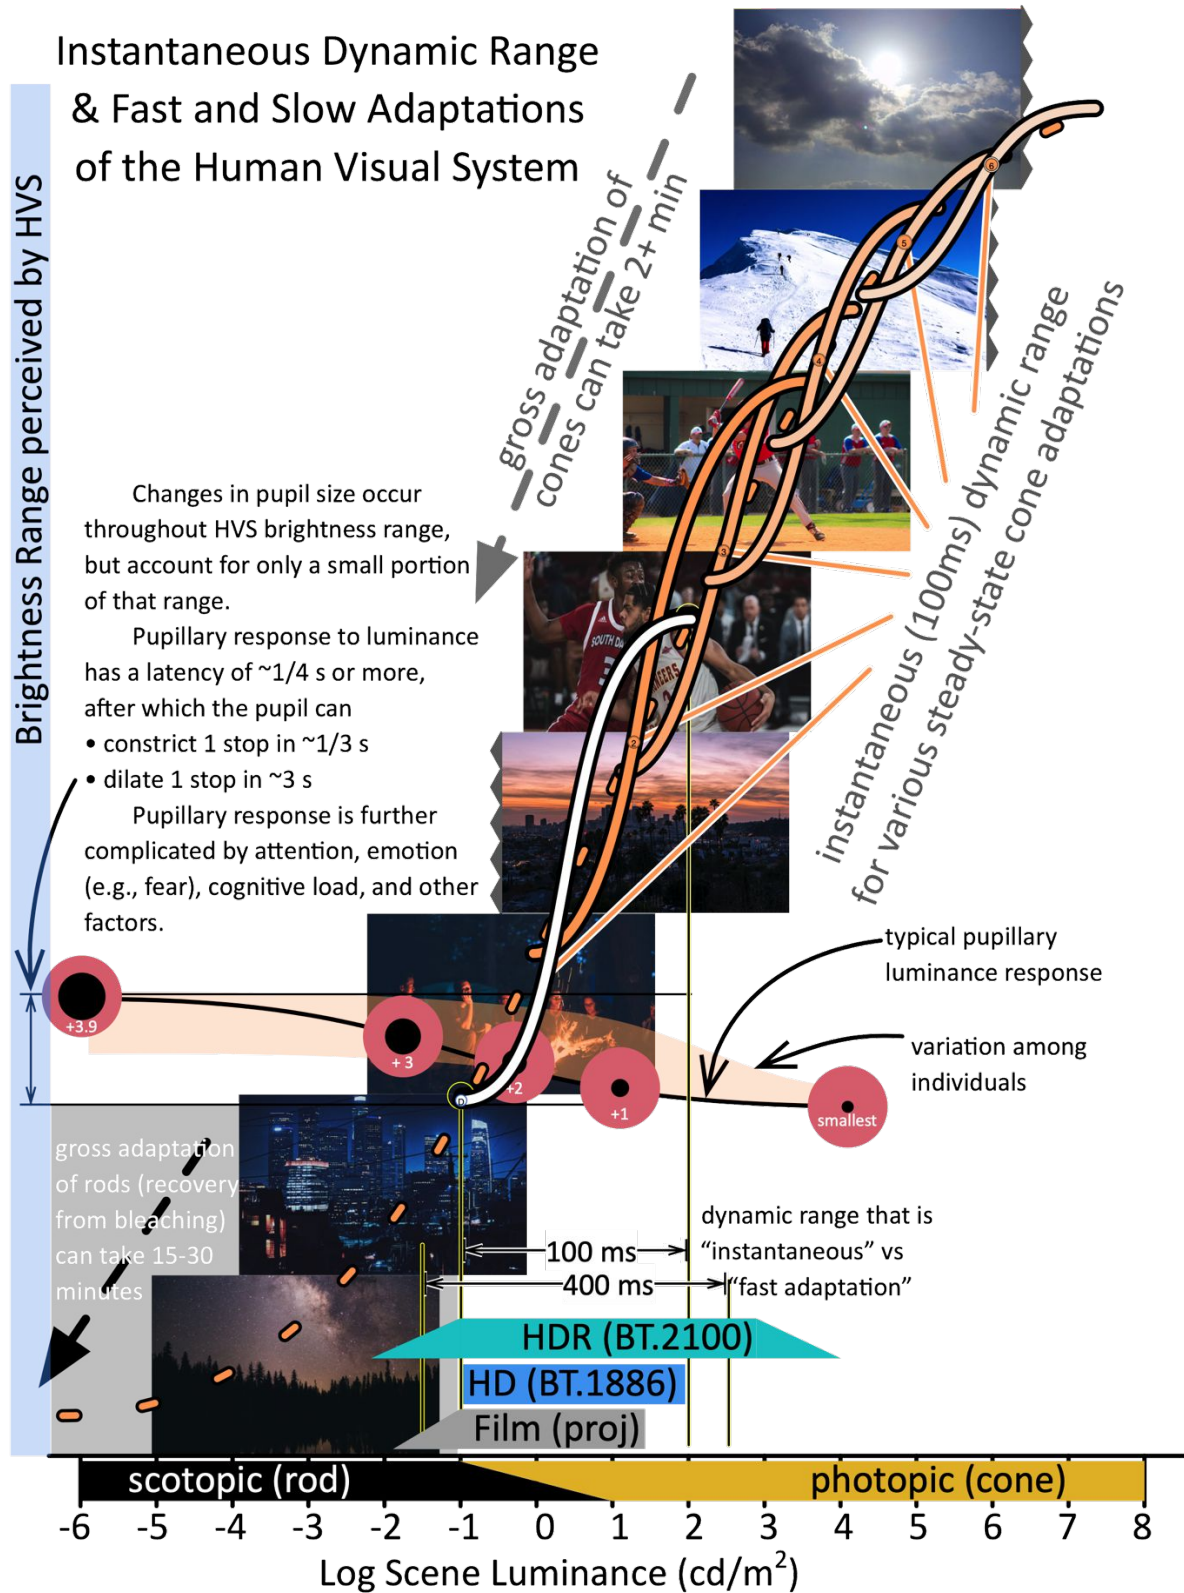 Instantaneous Dynamic Range
& Fast and Slow Adaptations
of the Human Visual System
Brightness Range perceived by HVS
gross adaptation of
cones can take 2+ min
instantaneous (100ms) dynamic range
for various steady-state cone adaptations
6
5
4
3
2
Changes in pupil size occur
throughout HVS brightness range,
but account for only a small portion
of that range.
Pupillary response to luminance
has a latency of ~1/4 s or more,
after which the pupil can
• constrict 1 stop in ~1/3 s
• dilate 1 stop in ~3 s
Pupillary response is further
complicated by attention, emotion
(e.g., fear), cognitive load, and other
factors.
SOUTH DA
typical pupillary
luminance response
variation among
individuals
+3.9
+ 3
+2
+1
smallest
gross adaptation
of rods (recovery
from bleaching)
can take 15-30
minutes
dynamic range that is
“instantaneous” vs
“fast adaptation”
100 ms
400 ms
HDR (BT.2100)
HD (BT.1886)
Film (proj)
scotopic (rod)
photopic (cone)
-6 -5 -4 -3 -2 -1 0 1 2 3 4 5 6 7 8
Log Scene Luminance (cd/m²)